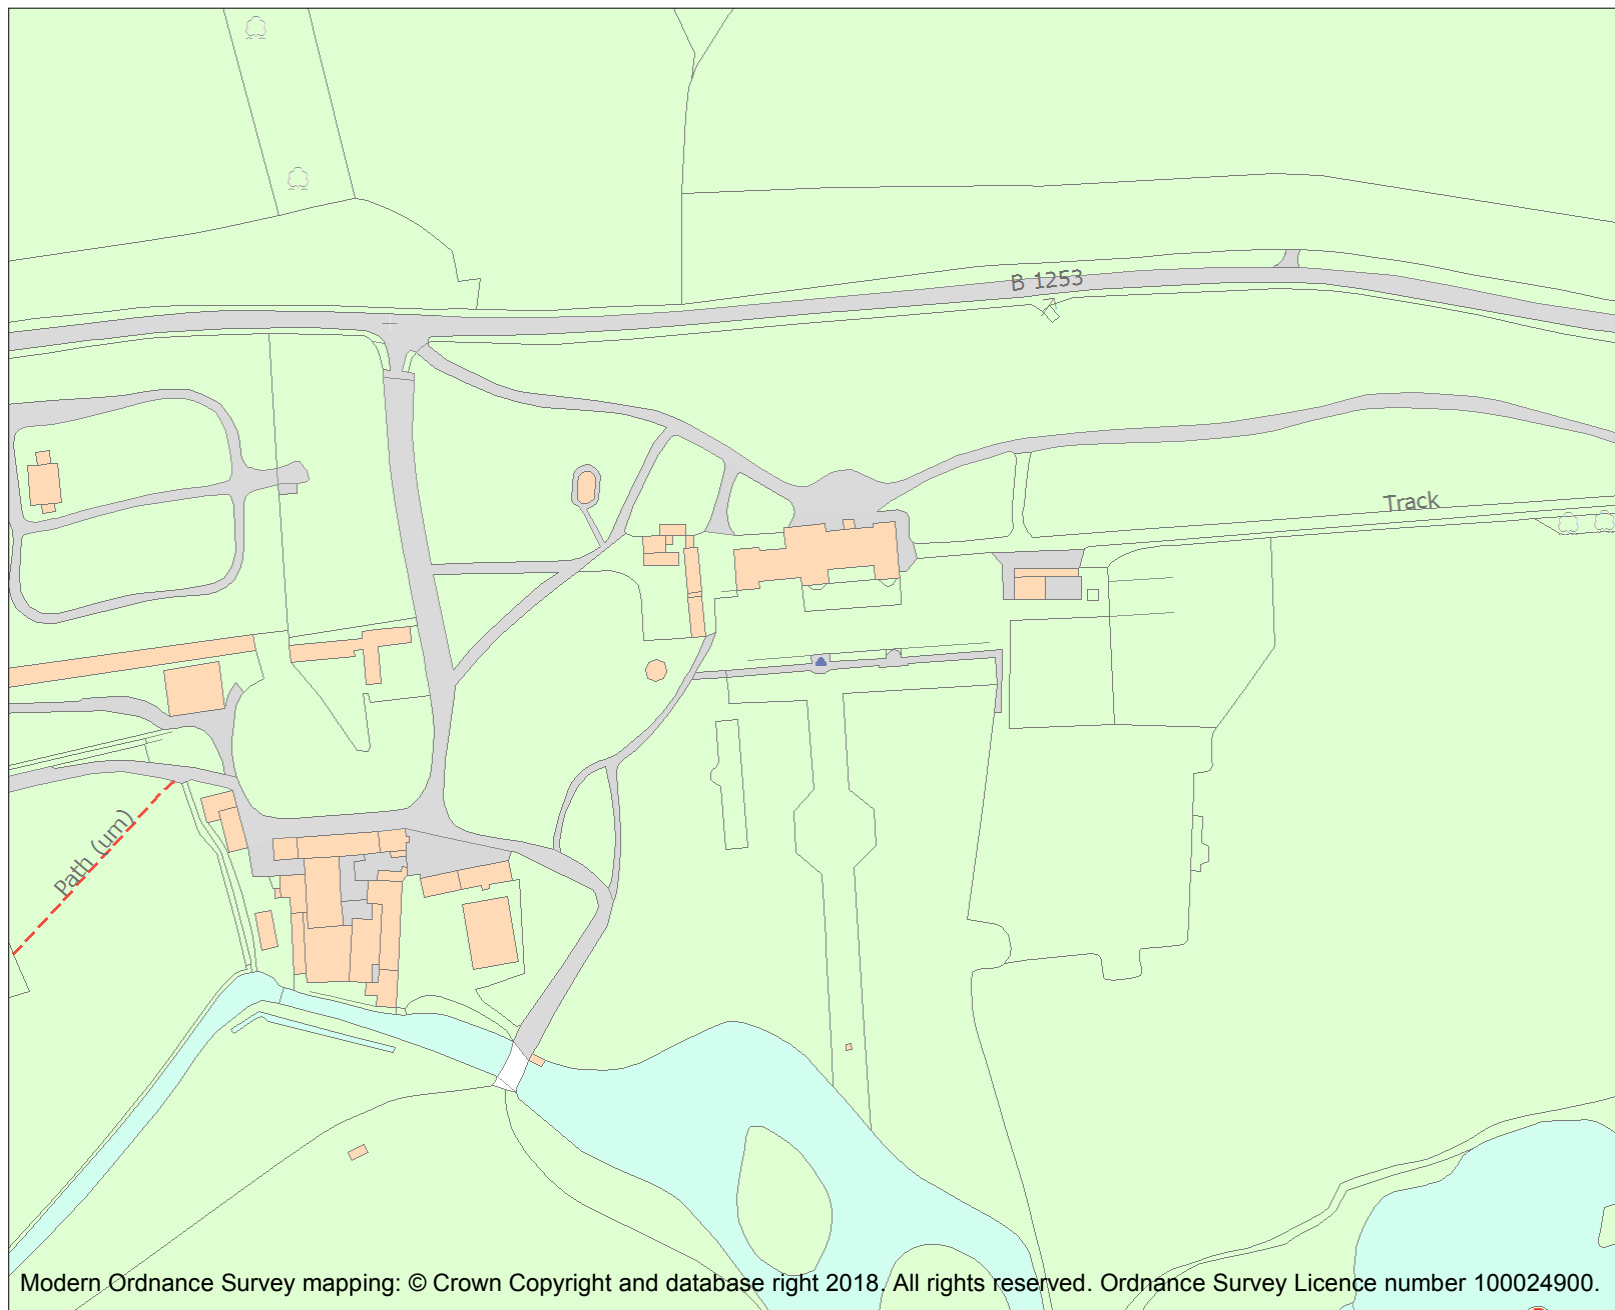 B 1253
Track
Path (um)
Modern Ordnance Survey mapping: © Crown Copyright and database right 2018. All rights reserved. Ordnance Survey Licence number 100024900.